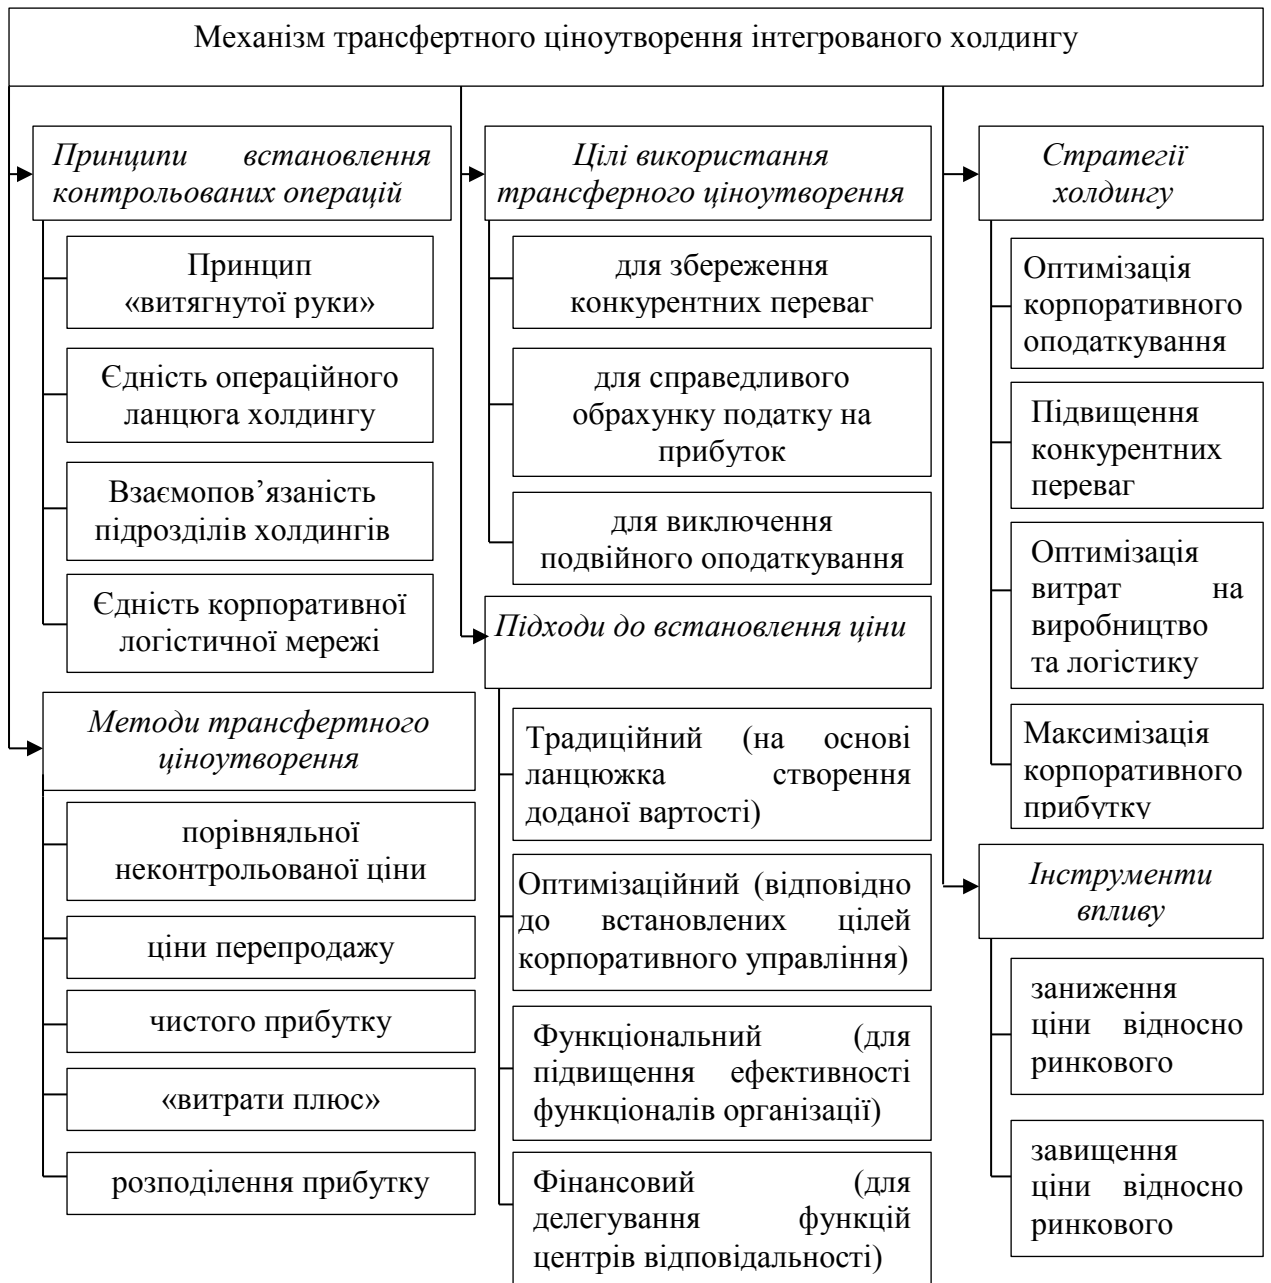 Механізм трансфертного ціноутворення інтегрованого холдингу
Принципи встановлення
контрольованих операцій
Принцип
«витягнутої руки»
Єдність операційного
ланцюга холдингу
Взаємопов’язаність
підрозділів холдингів
Єдність корпоративної
логістичної мережі
Методи трансфертного
ціноутворення
порівняльної
неконтрольованої ціни
ціни перепродажу
чистого прибутку
«витрати плюс»
розподілення прибутку
Цілі використання
трансферного ціноутворення
для збереження
конкурентних переваг
для справедливого
обрахунку податку на
прибуток
для виключення
подвійного оподаткування
Підходи до встановлення ціни
Традиційний (на основі
ланцюжка створення
доданої вартості)
Оптимізаційний (відповідно
до встановлених цілей
корпоративного управління)
Функціональний (для
підвищення ефективності
функціоналів організації)
Фінансовий (для
делегування функцій
центрів відповідальності)
Стратегії
холдингу
Оптимізація
корпоративного
оподаткування
Підвищення
конкурентних
переваг
Оптимізація
витрат на
виробництво
та логістику
Максимізація
корпоративного
прибутку
Інструменти
впливу
заниження
ціни відносно
ринкового
завищення
ціни відносно
ринкового